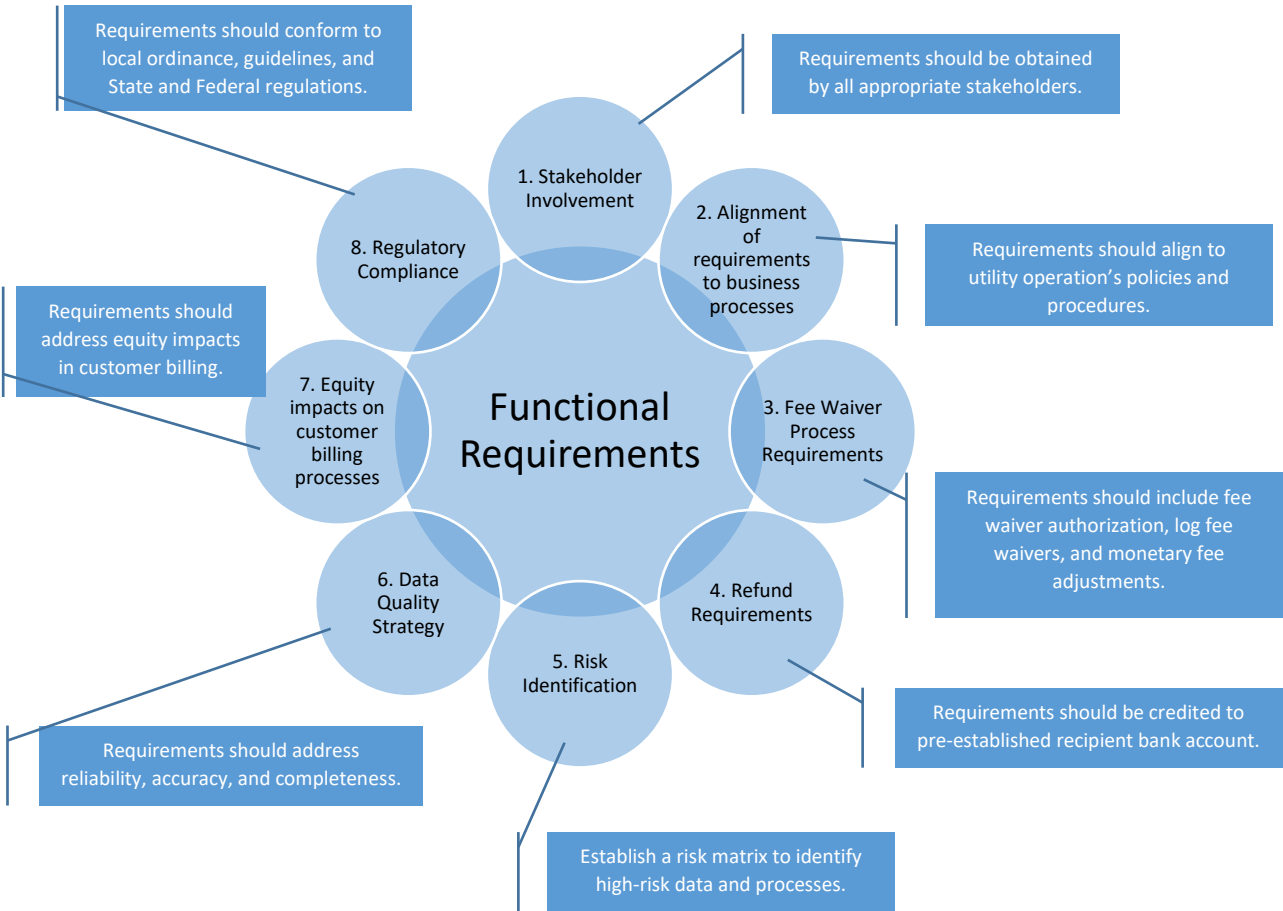 Requirements should conform to
local ordinance, guidelines, and
State and Federal regulations.
Requirements should be obtained
by all appropriate stakeholders.
1. Stakeholder
Involvement
2. Alignment
of
requirements
to business
processes
8. Regulatory
Compliance
Requirements should align to
utility operation’s policies and
procedures.
Requirements should
address equity impacts
in customer billing.
7. Equity
impacts on
customer
billing
processes
Functional
Requirements
3. Fee Waiver
Process
Requirements
Requirements should include fee
waiver authorization, log fee
waivers, and monetary fee
adjustments.
6. Data
Quality
Strategy
4. Refund
Requirements
5. Risk
Identification
Requirements should be credited to
pre-established recipient bank account.
Requirements should address
reliability, accuracy, and completeness.
Establish a risk matrix to identify
high-risk data and processes.